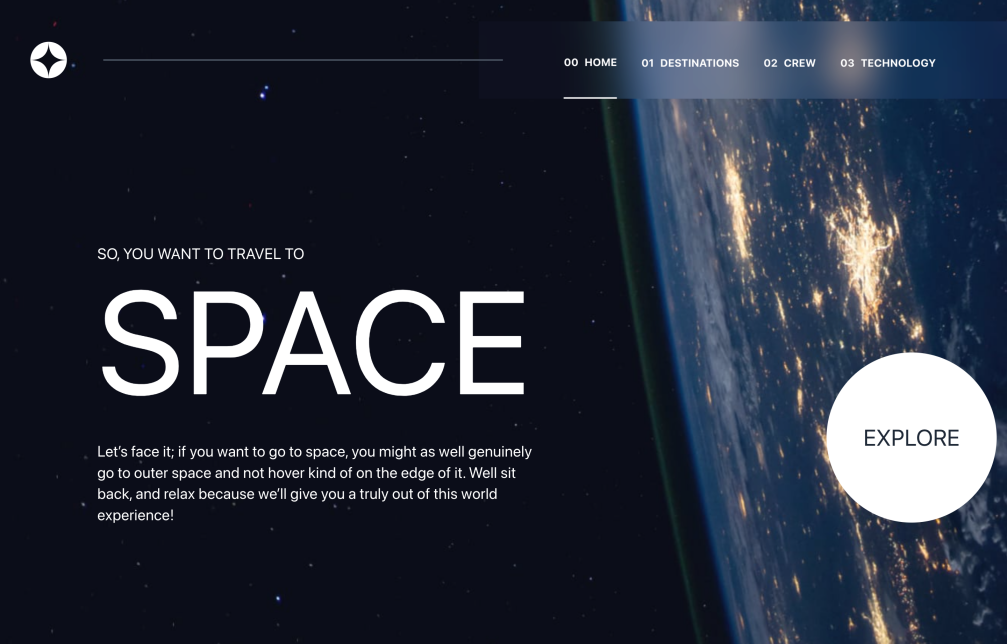 00 HOME 01 DESTINATIONS 02 CREW 03 TECHNOLOGY
SO, YOU WANT TO TRAVEL TO
SPACE
Let’s face it; if you want to go to space, you might as well genuinely
go to outer space and not hover kind of on the edge of it. Well sit
back, and relax because we’ll give you a truly out of this world
experience!
EXPLORE